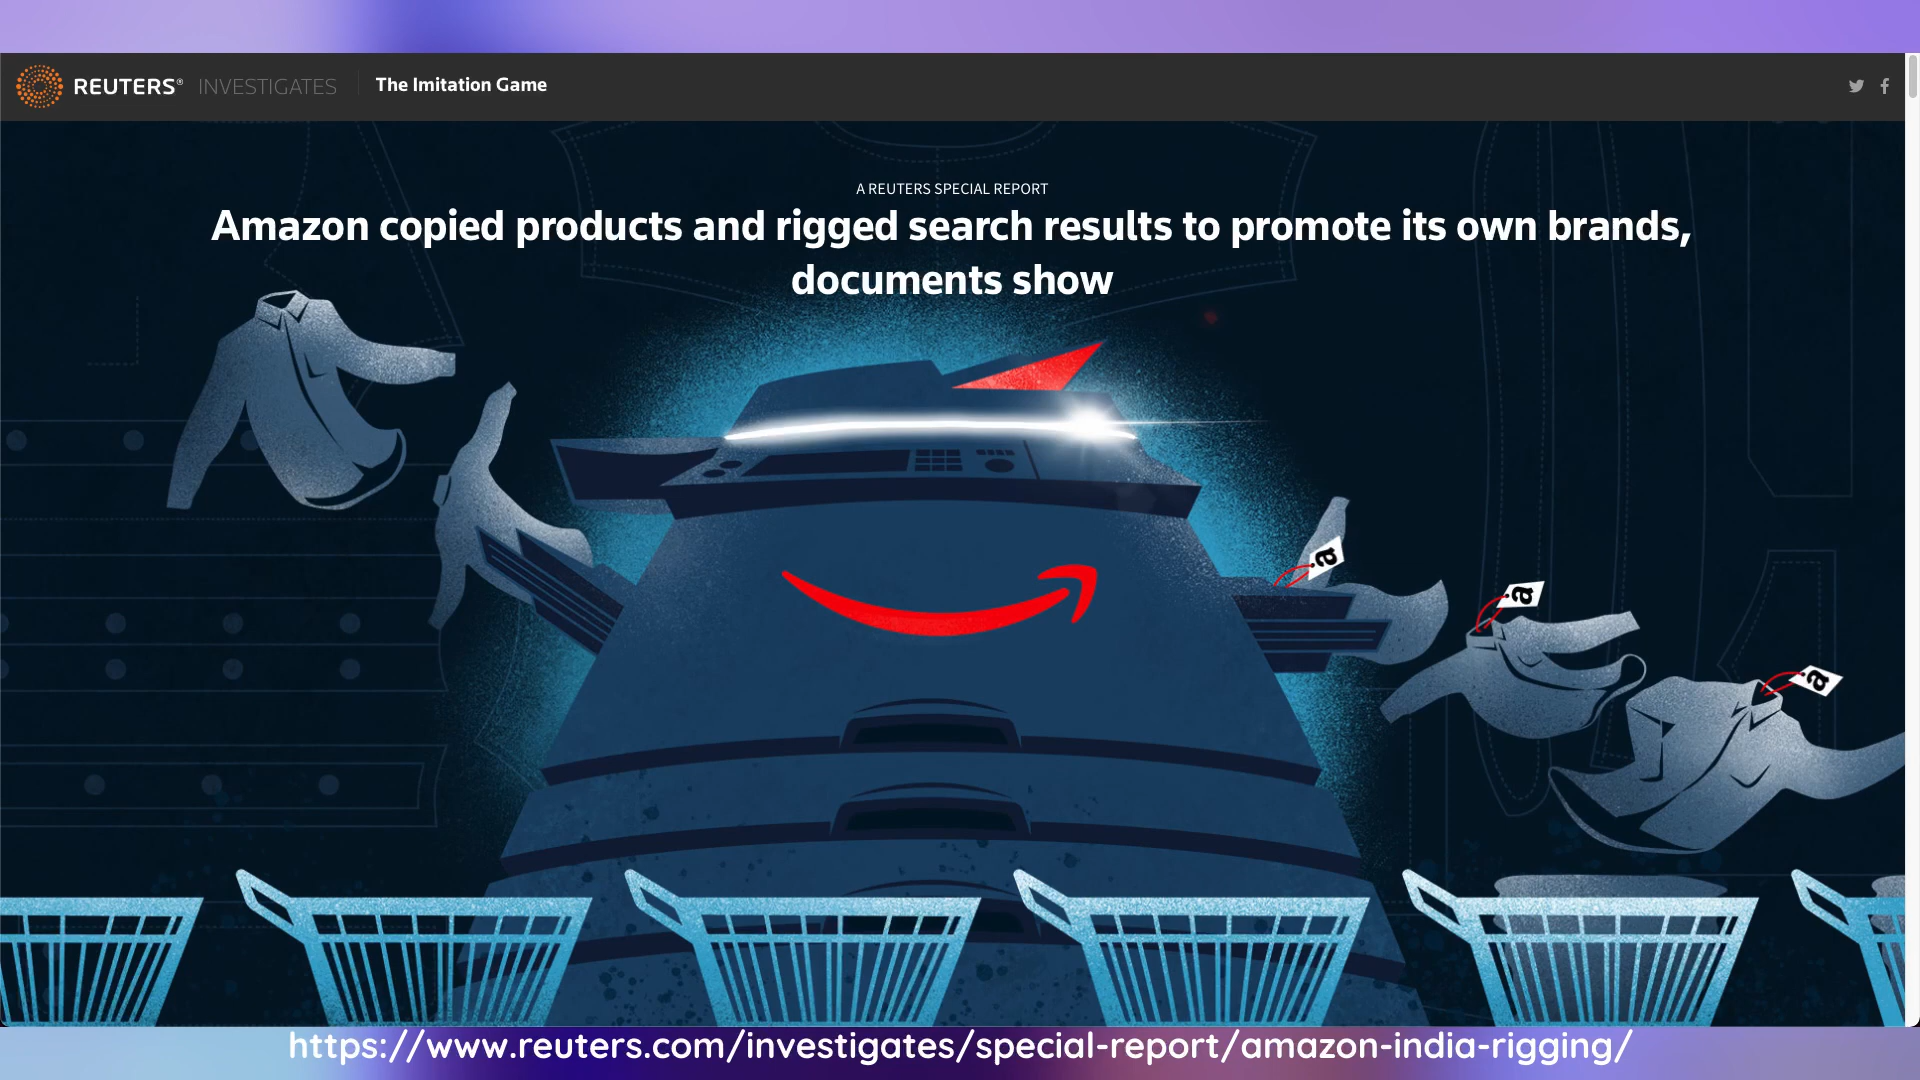 REUTERS® INVESTIGATES The Imitation Game
A REUTERS SPECIAL REPORT
Amazon copied products and rigged search results to promote its own brands,
documents show
a
a
a
https://www.reuters.com/investigates/special-report/amazon-india-rigging/